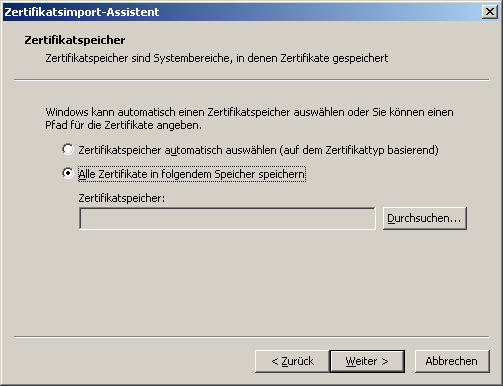 Zertifikatsimport-Assistent
Zertifikatspeicher
Zertifikatspeicher sind Systembereiche, in denen Zertifikate gespeichert
Windows kann automatisch einen Zertifikatspeicher auswählen oder Sie können einen
Pfad für die Zertifikate angeben.
Zertifikatspeicher automatisch auswählen (auf dem Zertifikattyp basierend)
Alle Zertifikate in folgendem Speicher speichern
Zertifikatspeicher:
Durchsuchen...
< Zurück Weiter > Abbrechen